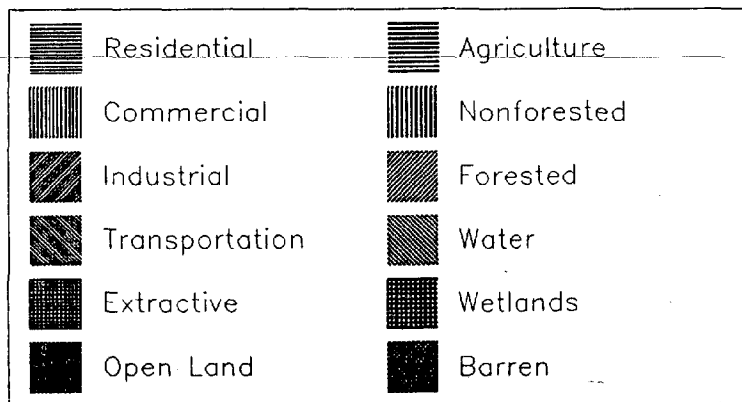 Residential
Commercial
Industrial
Transportation
Extractive
Open Land
Agriculture
Nonforested
Forested
Water
Wetlands
Barren